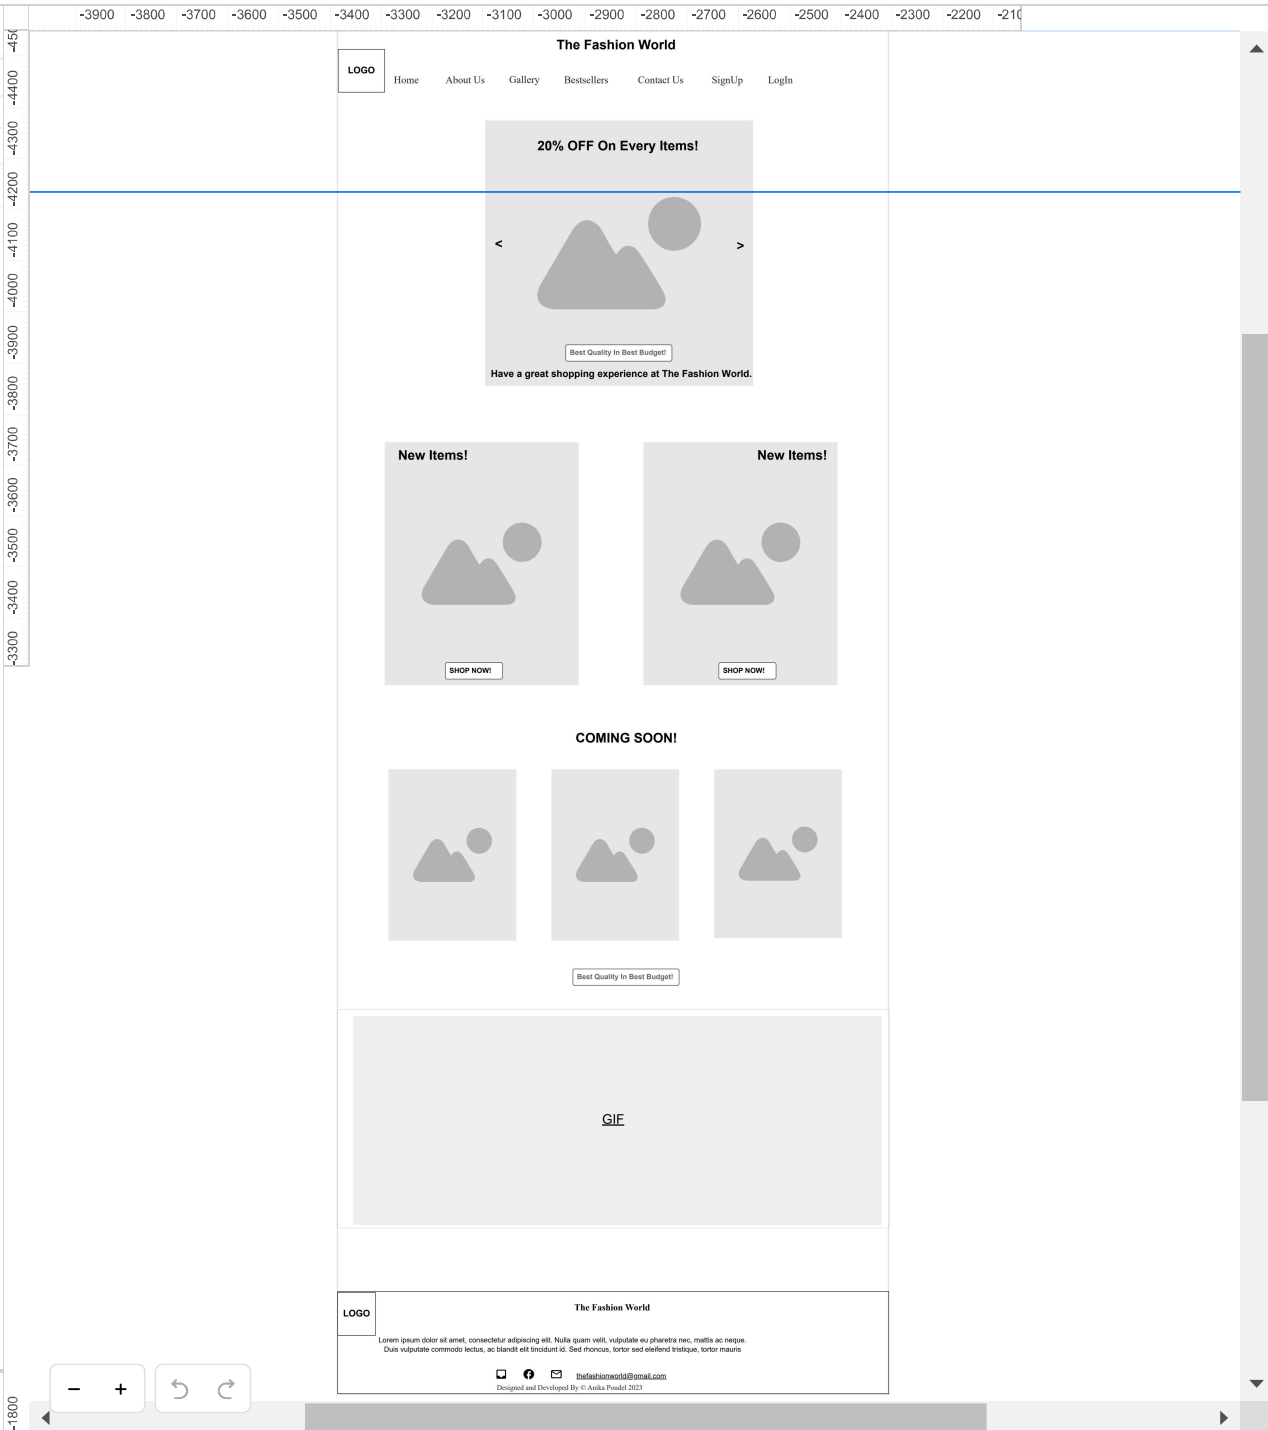 -3900 -3800 -3700 -3600 -3500 -3400 -3300 -3200 -3100 -3000 -2900 -2800 -2700 -2600 -2500 -2400 -2300 -2200
-4400
-4300
-4200
-4100
-4000
-3900
-3800
-3700
-3600
-3500
-3400
-3300
-1800
The Fashion World
LOGO
Home About Us Gallery Bestsellers Contact Us SignUp LogIn
20% OFF On Every Items!
< >
Best Quality In Best Budget!
Have a great shopping experience at The Fashion World.
New Items! New Items!
SHOP NOW! SHOP NOW!
COMING SOON!
Best Quality In Best Budget!
GIF
The Fashion World
LOGO
Lorem ipsum dolor sit amet, consectetur adipiscing elit. Nulla quam velit, vulputate eu pharetra nec, mattis ac neque.
Duis vulputate commodo lectus, ac blandit elit tincidunt id. Sed rhoncus, tortor sed eleifend tristique, tortor mauris
thefashionworld@gmail.com
Designed and Developed By © Anika Poudel 2023